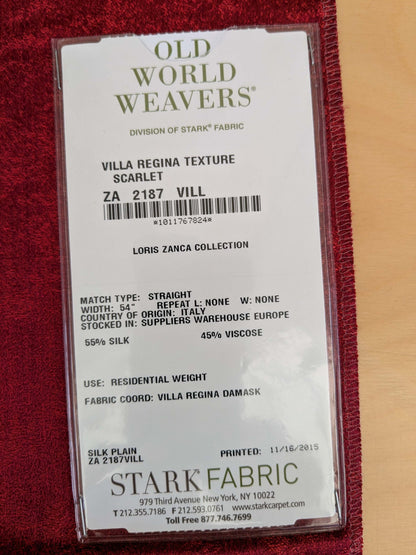 OLD
WORLD
WEAVERS®
DIVISION OF STARK® FABRIC
VILLA REGINA TEXTURE
SCARLET
ZA 2187 VILL
*1011767824*
LORIS ZANCA COLLECTION
MATCH TYPE: STRAIGHT
WIDTH: 54" REPEAT L: NONE W: NONE
COUNTRY OF ORIGIN: ITALY
STOCKED IN: SUPPLIERS WAREHOUSE EUROPE
55% SILK 45% VISCOSE
USE: RESIDENTIAL WEIGHT
FABRIC COORD: VILLA REGINA DAMASK
SILK PLAIN PRINTED: 11/16/2015
ZA 2187VILL
STARK® FABRIC
979 Third Avenue New York, NY 10022
T 212.355.7186 F 212.593.0761 www.starkcarpet.com
Toll Free 877.746.7699